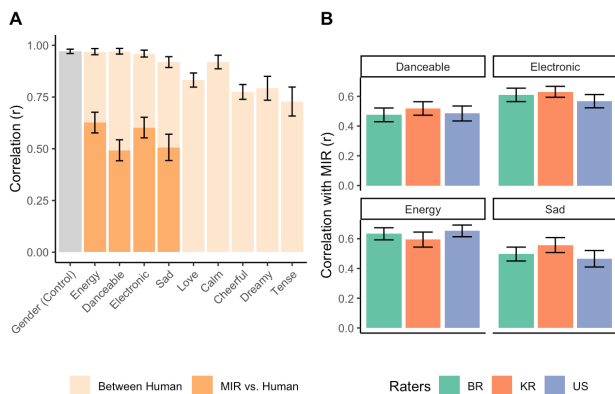 A
Correlation (r)
1.00
0.75
0.50
0.25
0.00
Gender (Control)
Energy
Danceable
Electronic
Sad
Love
Calm
Cheerful
Dreamy
Tense
Between Human
MIR vs. Human
B
Correlation with MIR (r)
Danceable
Electronic
0.6
0.4
0.2
0.0
Energy
Sad
0.6
0.4
0.2
0.0
Raters
BR
KR
US